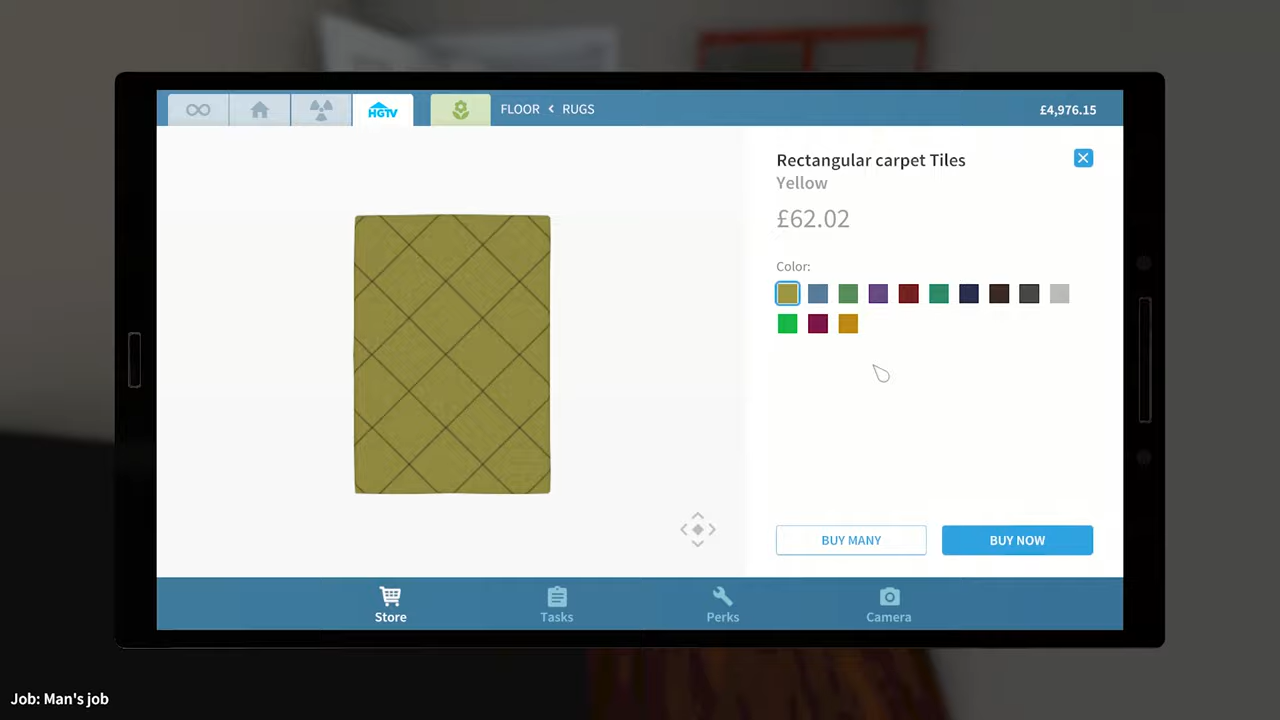 HGTV
FLOOR < RUGS
£4,976.15
Rectangular carpet Tiles
Yellow
£62.02
Color:
BUY MANY
BUY NOW
Store
Tasks
Perks
Camera
Job: Man's job